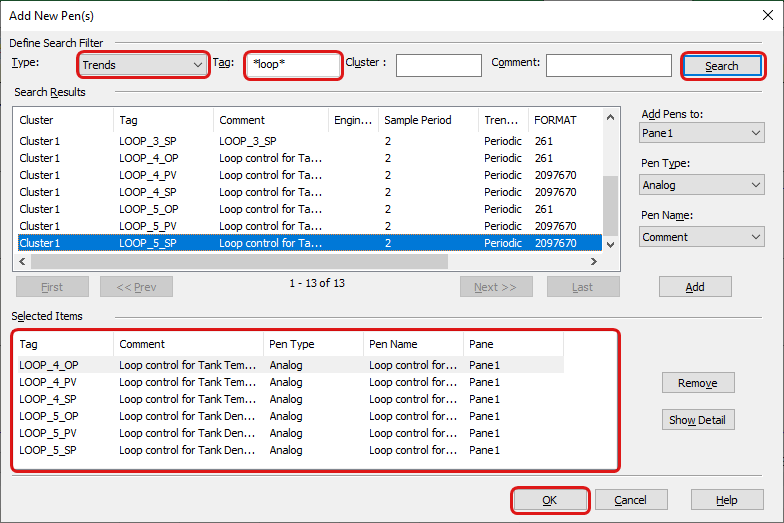 Add New Pen(s)
Define Search Filter
Type: Trends Tag: *loop* Cluster : Comment: Search
Search Results
Cluster Tag Comment Engin... Sample Period Tren... FORMAT
Cluster1 LOOP_3_SP LOOP_3_SP 2 Periodic 261
Cluster1 LOOP_4_OP Loop control for Ta... 2 Periodic 261
Cluster1 LOOP_4_PV Loop control for Ta... 2 Periodic 2097670
Cluster1 LOOP_4_SP Loop control for Ta... 2 Periodic 2097670
Cluster1 LOOP_5_OP Loop control for Ta... 2 Periodic 261
Cluster1 LOOP_5_PV Loop control for Ta... 2 Periodic 2097670
Cluster1 LOOP_5_SP Loop control for Ta... 2 Periodic 2097670
Add Pens to:
Pane1
Pen Type:
Analog
Pen Name:
Comment
First << Prev 1 - 13 of 13 Next >> Last Add
Selected Items
Tag Comment Pen Type Pen Name Pane
LOOP_4_OP Loop control for Tank Tem... Analog Loop control for... Pane1
LOOP_4_PV Loop control for Tank Tem... Analog Loop control for... Pane1
LOOP_4_SP Loop control for Tank Tem... Analog Loop control for... Pane1
LOOP_5_OP Loop control for Tank Den... Analog Loop control for... Pane1
LOOP_5_PV Loop control for Tank Den... Analog Loop control for... Pane1
LOOP_5_SP Loop control for Tank Den... Analog Loop control for... Pane1
Remove
Show Detail
OK Cancel Help